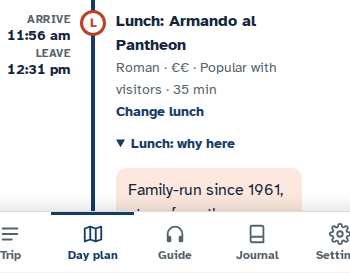 ARRIVE
11:56 am
LEAVE
12:31 pm
L
Lunch: Armando al
Pantheon
Roman · €€ · Popular with
visitors · 35 min
Change lunch
▼ Lunch: why here
Family-run since 1961,
Trip
Day plan
Guide
Journal